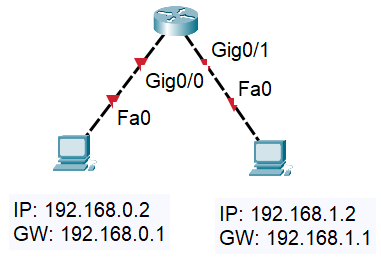 Gig0/1
Gig0/0
Fa0
Fa0
IP: 192.168.0.2
GW: 192.168.0.1
IP: 192.168.1.2
GW: 192.168.1.1